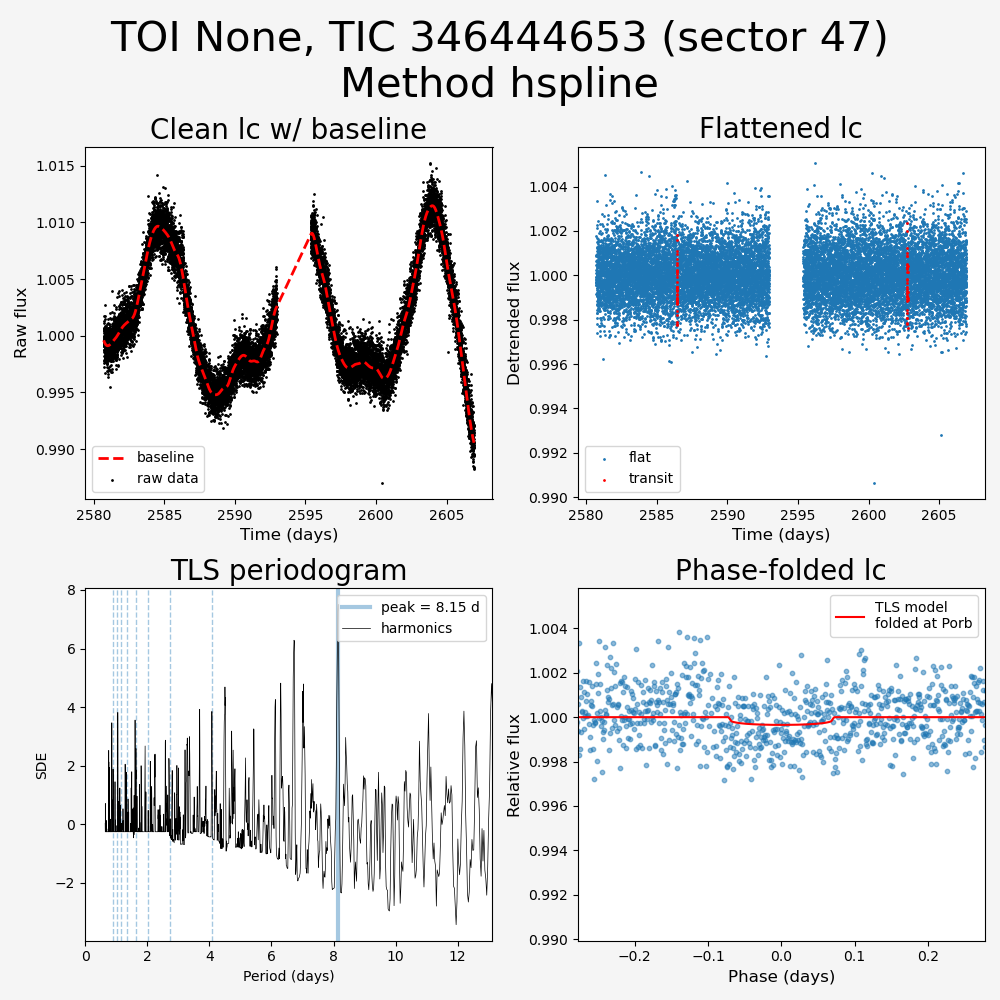 TOI None, TIC 346444653 (sector 47)
Method hspline
Clean lc w/ baseline
Raw flux
1.015
1.010
1.005
1.000
0.995
0.990
baseline
raw data
2580 2585 2590 2595 2600 2605
Time (days)
Flattened lc
Detrended flux
1.004
1.002
1.000
0.998
0.996
0.994
0.992
0.990
flat
transit
2580 2585 2590 2595 2600 2605
Time (days)
TLS periodogram
SDE
8
6
4
2
0
−2
peak = 8.15 d
harmonics
0 2 4 6 8 10 12
Period (days)
Phase-folded lc
Relative flux
1.004
1.002
1.000
0.998
0.996
0.994
0.992
0.990
TLS model
folded at Porb
−0.2 −0.1 0.0 0.1 0.2
Phase (days)